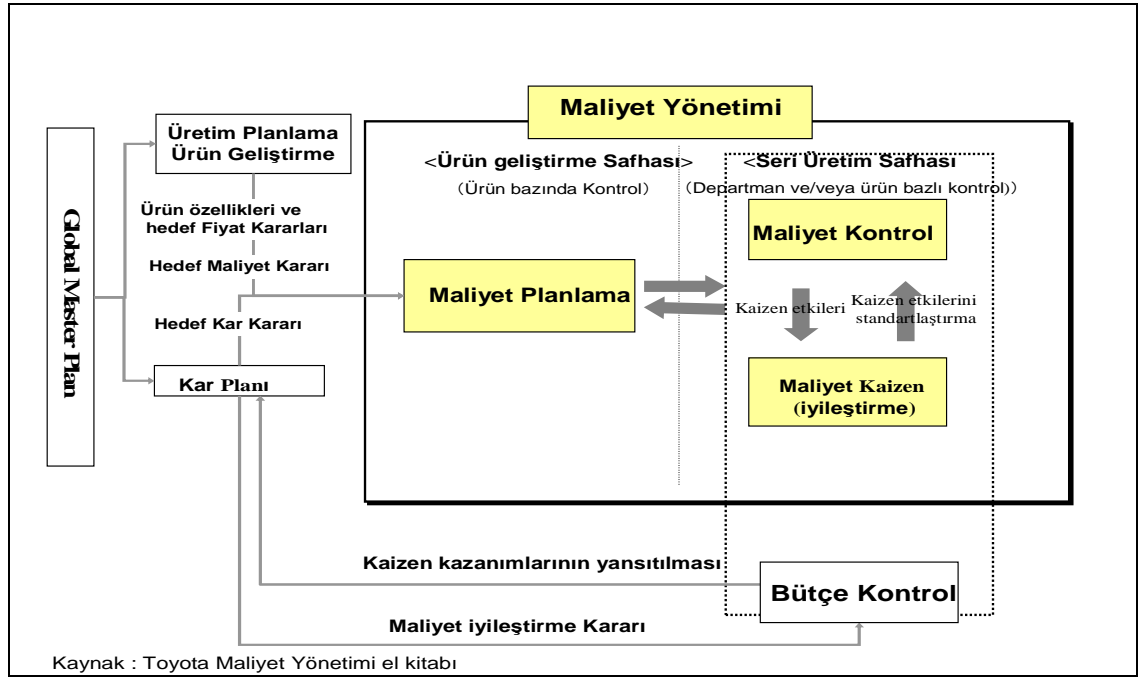 Maliyet Yönetimi
Üretim Planlama
Ürün Geliştirme
<Ürün geliştirme Safhası>
(Ürün bazında Kontrol)
<Seri Üretim Safhası>
(Departman ve/veya ürün bazlı kontrol))
Global Master Plan
Ürün özellikleri ve
hedef Fiyat Kararları
Hedef Maliyet Kararı
Hedef Kar Kararı
Kar Planı
Maliyet Planlama
Maliyet Kontrol
Kaizen etkileri
Kaizen etkilerini
standartlaştırma
Maliyet Kaizen
(iyileştirme)
Kaizen kazanımlarının yansıtılması
Bütçe Kontrol
Maliyet iyileştirme Kararı
Kaynak : Toyota Maliyet Yönetimi el kitabı